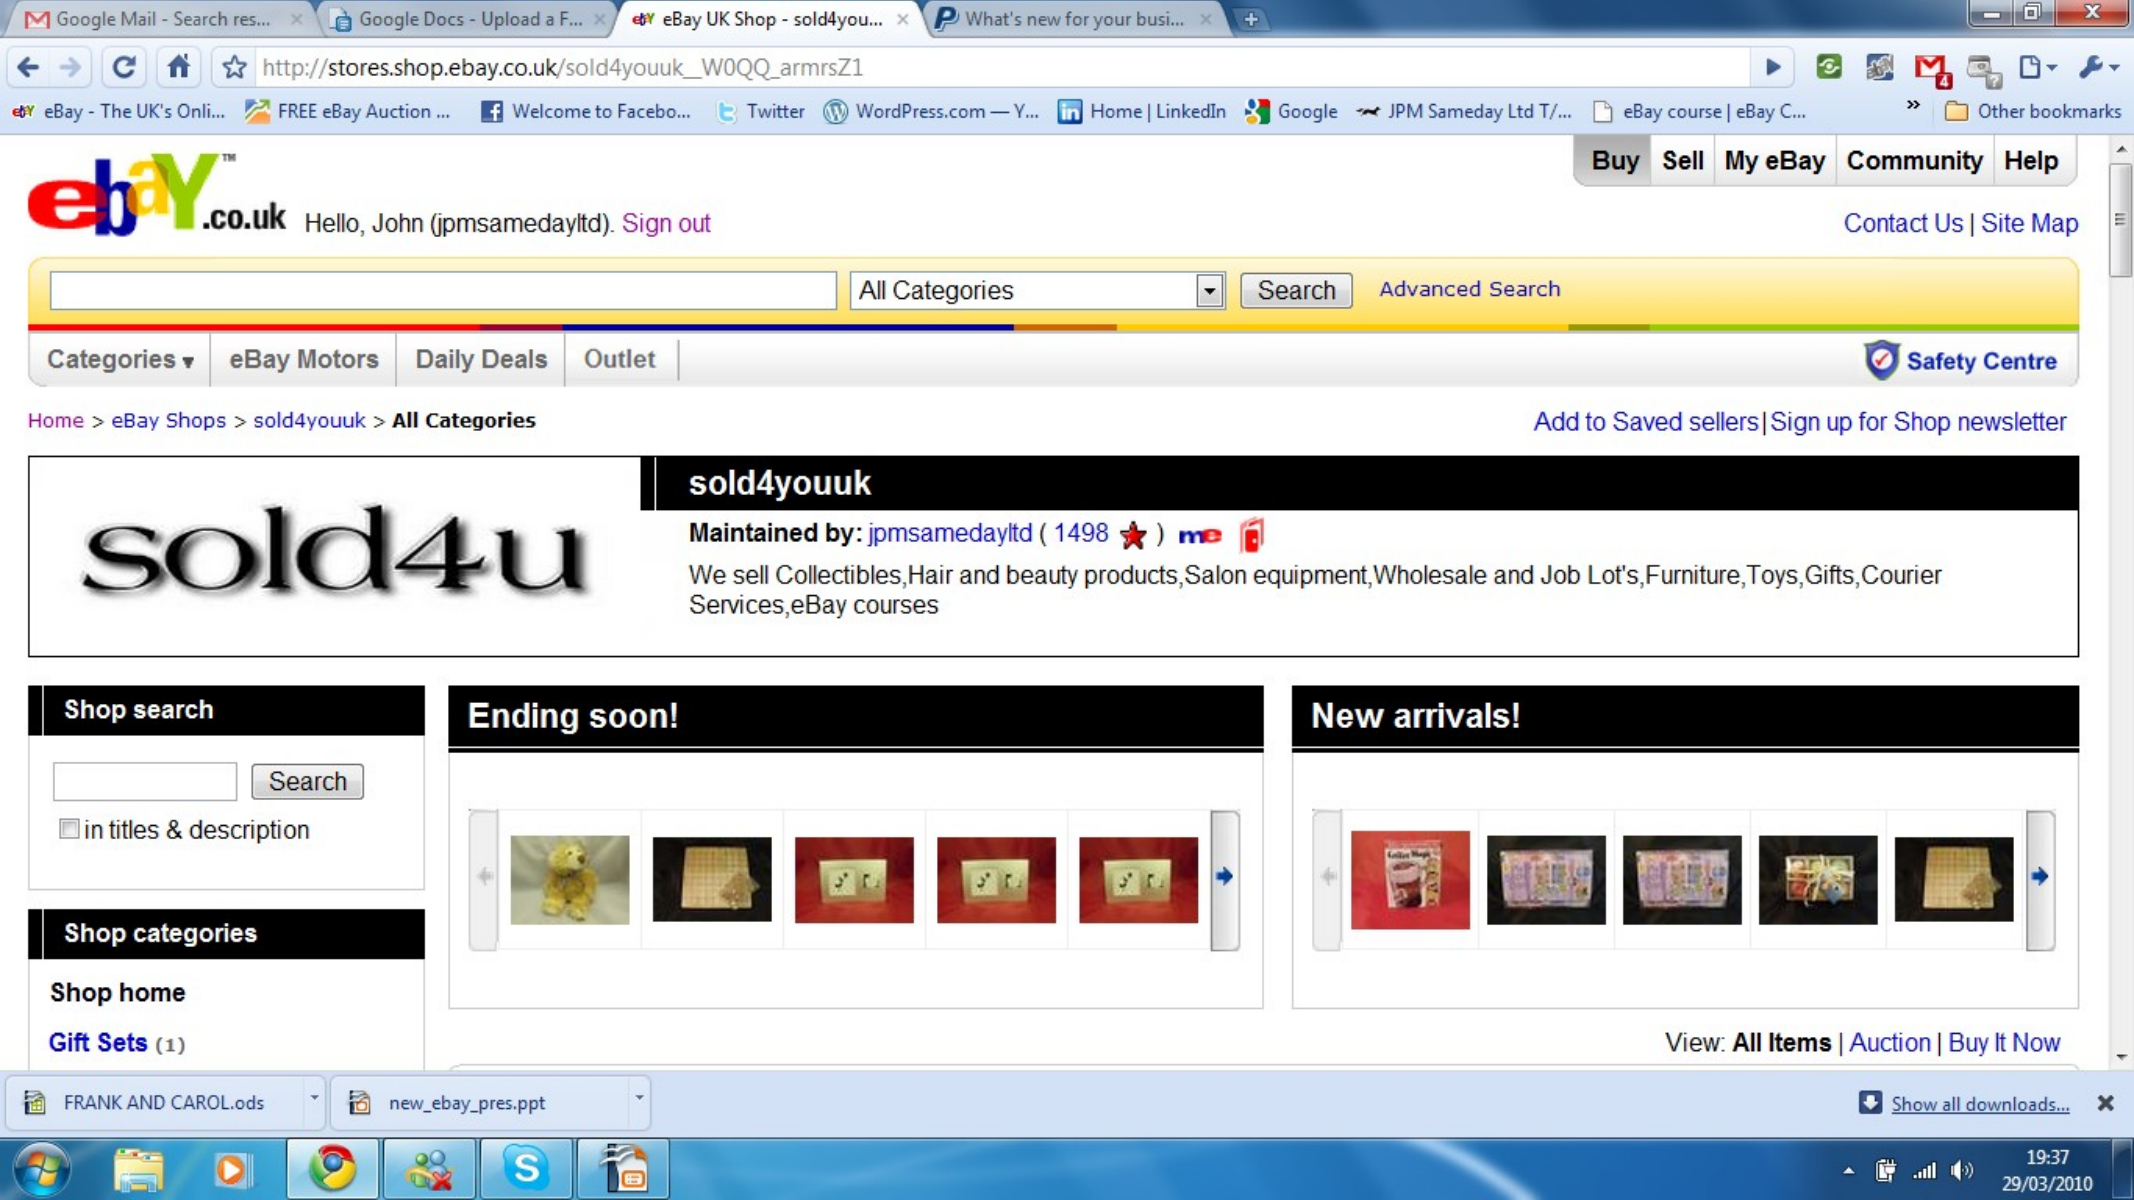 Google Mail - Search res...
Google Docs - Upload a F...
eBay UK Shop - sold4you...
What's new for your busi...
http://stores.shop.ebay.co.uk/sold4youuk__W0QQ_armrsZ1
4
eBay - The UK's Onli...
FREE eBay Auction ...
Welcome to Facebo...
Twitter
WordPress.com — Y...
Home | LinkedIn
Google
JPM Sameday Ltd T/...
eBay course | eBay C...
»
Other bookmarks
ebaY™.co.uk
Hello, John (jpmsamedayltd). Sign out
Buy Sell My eBay Community Help
Contact Us | Site Map
All Categories
Search
Advanced Search
Categories ▾
eBay Motors
Daily Deals
Outlet
Safety Centre
Home > eBay Shops > sold4youuk > All Categories
Add to Saved sellers|Sign up for Shop newsletter
sold4u
sold4youuk
Maintained by: jpmsamedayltd ( 1498 ) me
We sell Collectibles,Hair and beauty products,Salon equipment,Wholesale and Job Lot's,Furniture,Toys,Gifts,Courier
Services,eBay courses
Shop search
Search
in titles & description
Shop categories
Shop home
Gift Sets (1)
Ending soon!
New arrivals!
View: All Items | Auction | Buy It Now
FRANK AND CAROL.ods
new_ebay_pres.ppt
Show all downloads...
19:37
29/03/2010